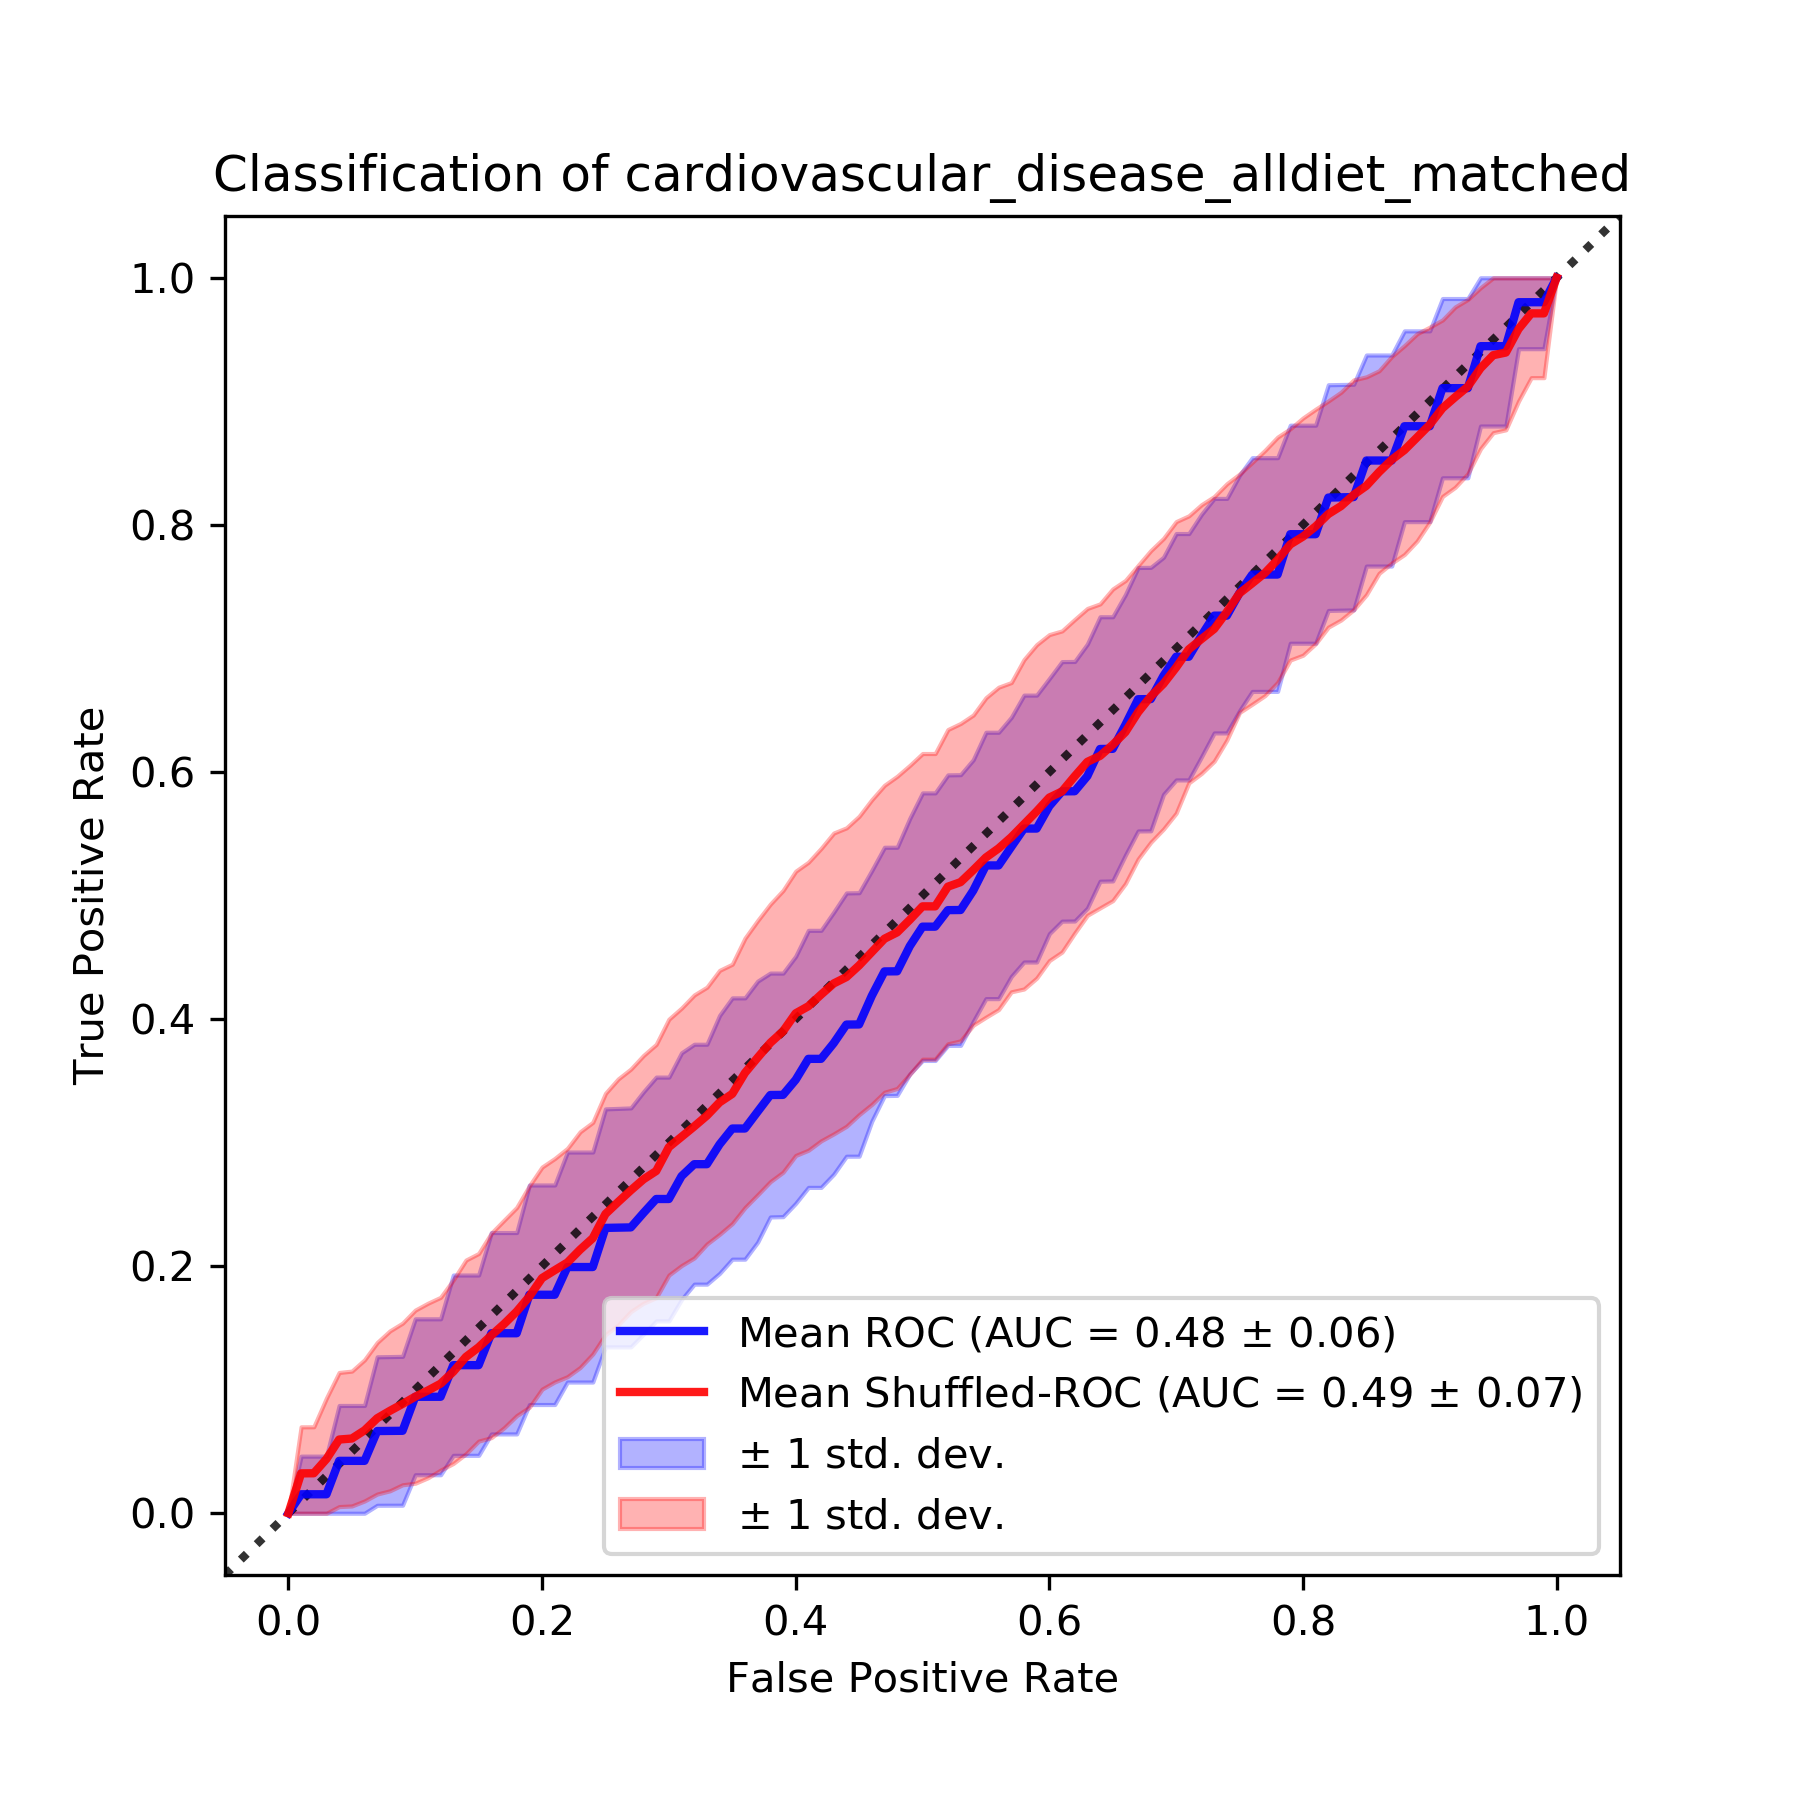 Classification of cardiovascular_disease_alldiet_matched
1.0
0.8
0.6
0.4
0.2
0.0
True Positive Rate
Mean ROC (AUC = 0.48 ± 0.06)
Mean Shuffled-ROC (AUC = 0.49 ± 0.07)
± 1 std. dev.
± 1 std. dev.
0.0 0.2 0.4 0.6 0.8 1.0
False Positive Rate